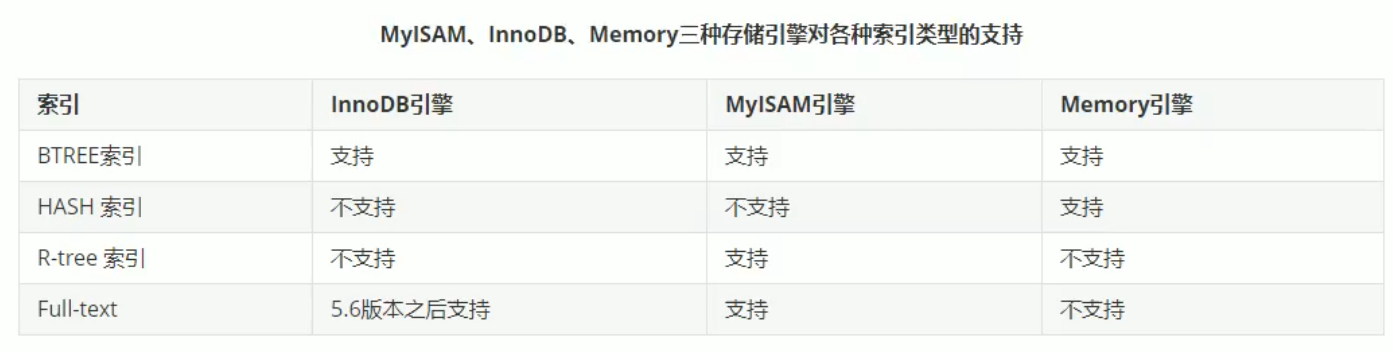 MyISAM、InnoDB、Memory三种存储引擎对各种索引类型的支持
索引 InnoDB引擎 MyISAM引擎 Memory引擎
BTREE索引 支持 支持 支持
HASH 索引 不支持 不支持 支持
R-tree 索引 不支持 支持 不支持
Full-text 5.6版本之后支持 支持 不支持